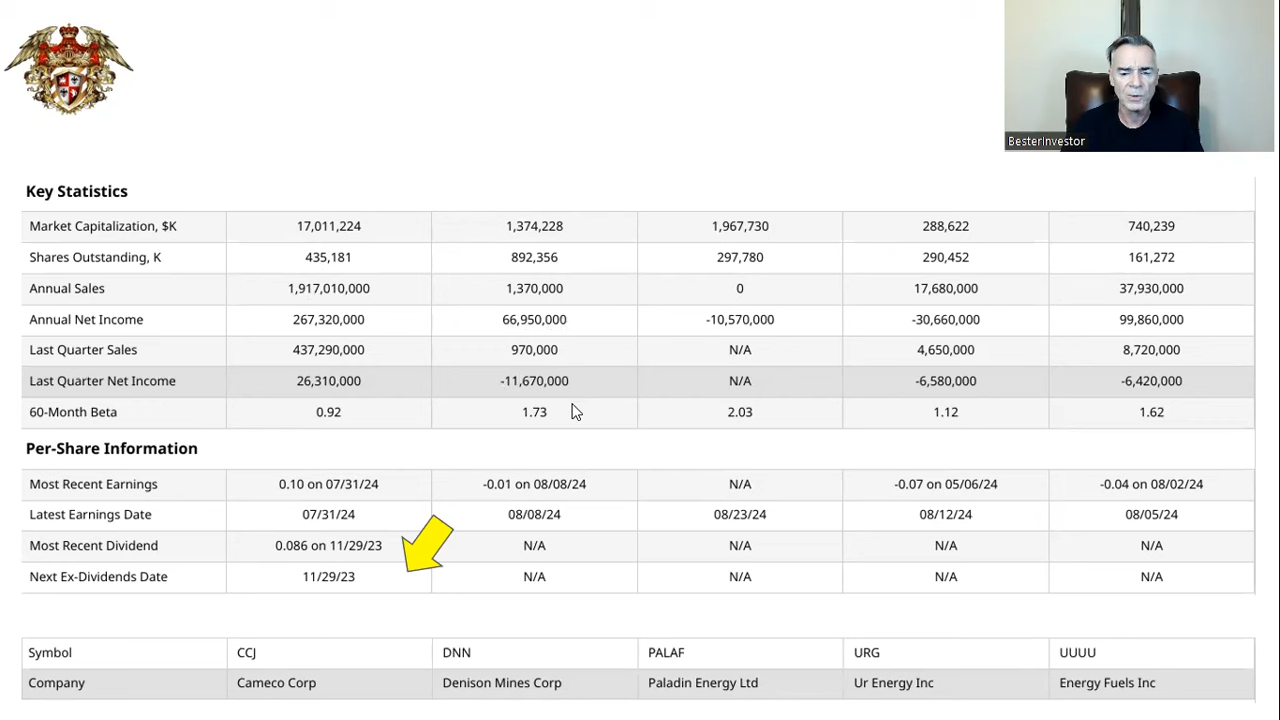 BesterInvestor
Key Statistics
Market Capitalization, $K 17,011,224 1,374,228 1,967,730 288,622 740,239
Shares Outstanding, K 435,181 892,356 297,780 290,452 161,272
Annual Sales 1,917,010,000 1,370,000 0 17,680,000 37,930,000
Annual Net Income 267,320,000 66,950,000 -10,570,000 -30,660,000 99,860,000
Last Quarter Sales 437,290,000 970,000 N/A 4,650,000 8,720,000
Last Quarter Net Income 26,310,000 -11,670,000 N/A -6,580,000 -6,420,000
60-Month Beta 0.92 1.73 2.03 1.12 1.62
Per-Share Information
Most Recent Earnings 0.10 on 07/31/24 -0.01 on 08/08/24 N/A -0.07 on 05/06/24 -0.04 on 08/02/24
Latest Earnings Date 07/31/24 08/08/24 08/23/24 08/12/24 08/05/24
Most Recent Dividend 0.086 on 11/29/23 N/A N/A N/A N/A
Next Ex-Dividends Date 11/29/23 N/A N/A N/A N/A
Symbol CCJ DNN PALAF URG UUUU
Company Cameco Corp Denison Mines Corp Paladin Energy Ltd Ur Energy Inc Energy Fuels Inc